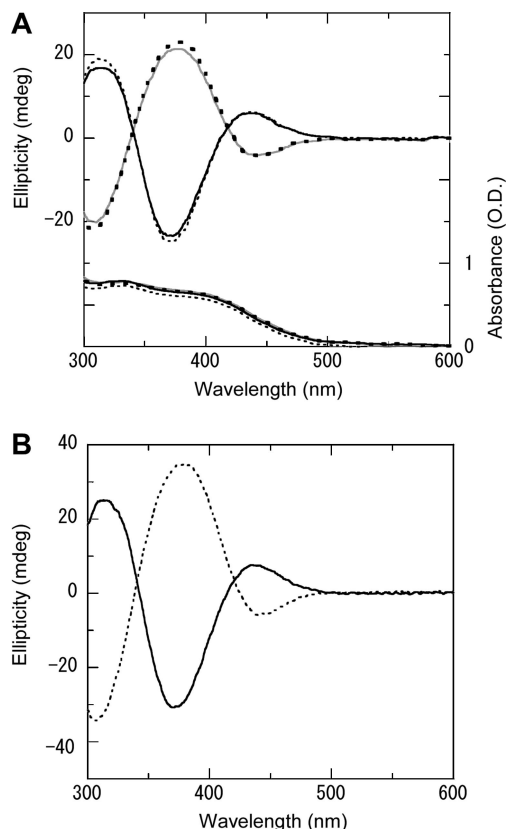 A
20
0
−20
Ellipticity (mdeg)
1
0
Absorbance (O.D.)
300 400 500 600
Wavelength (nm)
B
40
20
0
−20
−40
Ellipticity (mdeg)
300 400 500 600
Wavelength (nm)